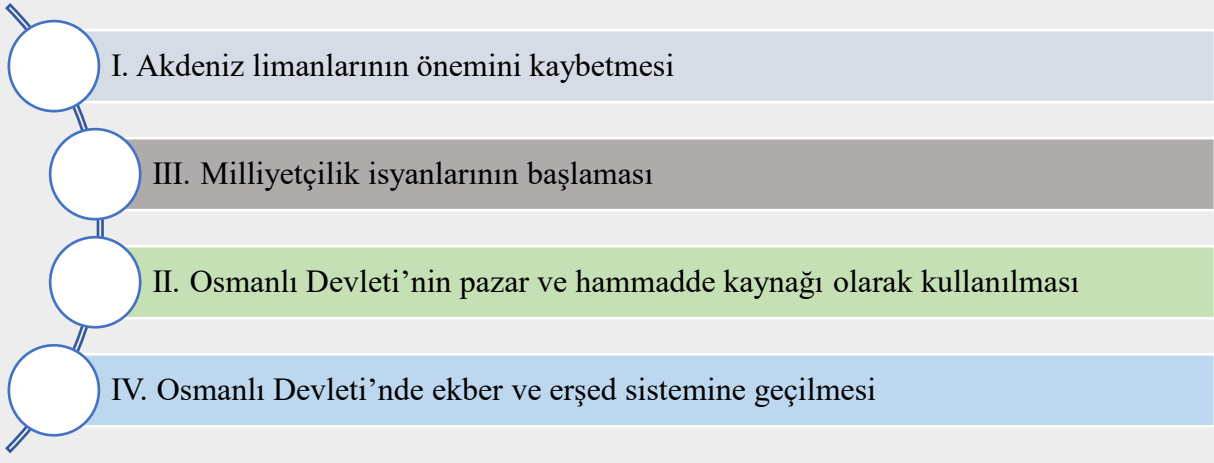 I. Akdeniz limanlarının önemini kaybetmesi
III. Milliyetçilik isyanlarının başlaması
II. Osmanlı Devleti’nin pazar ve hammadde kaynağı olarak kullanılması
IV. Osmanlı Devleti’nde ekber ve erşed sistemine geçilmesi